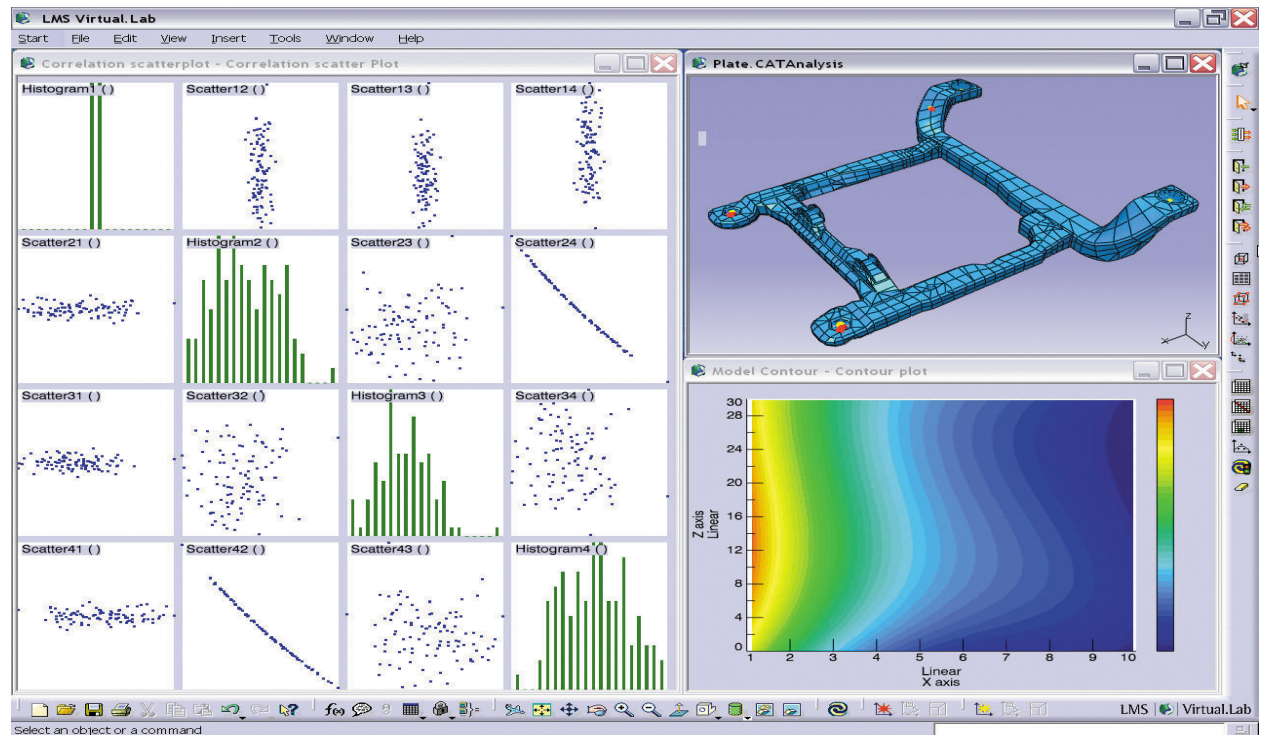 LMS Virtual.Lab
Start File Edit View Insert Tools Window Help
Correlation scatterplot - Correlation scatter Plot
Histogram1 ( )
Scatter12 ( )
Scatter13 ( )
Scatter14 ( )
Scatter21 ( )
Histogram2 ( )
Scatter23 ( )
Scatter24 ( )
Scatter31 ( )
Scatter32 ( )
Histogram3 ( )
Scatter34 ( )
Scatter41 ( )
Scatter42 ( )
Scatter43 ( )
Histogram4 ( )
Plate.CATAnalysis
z
x
y
Model Contour - Contour plot
30
28
24
20
16
12
8
4
0
Z axis
Linear
1 2 3 4 5 6 7 8 9 10
Linear
X axis
f(x)
LMS Virtual.Lab
Select an object or a command